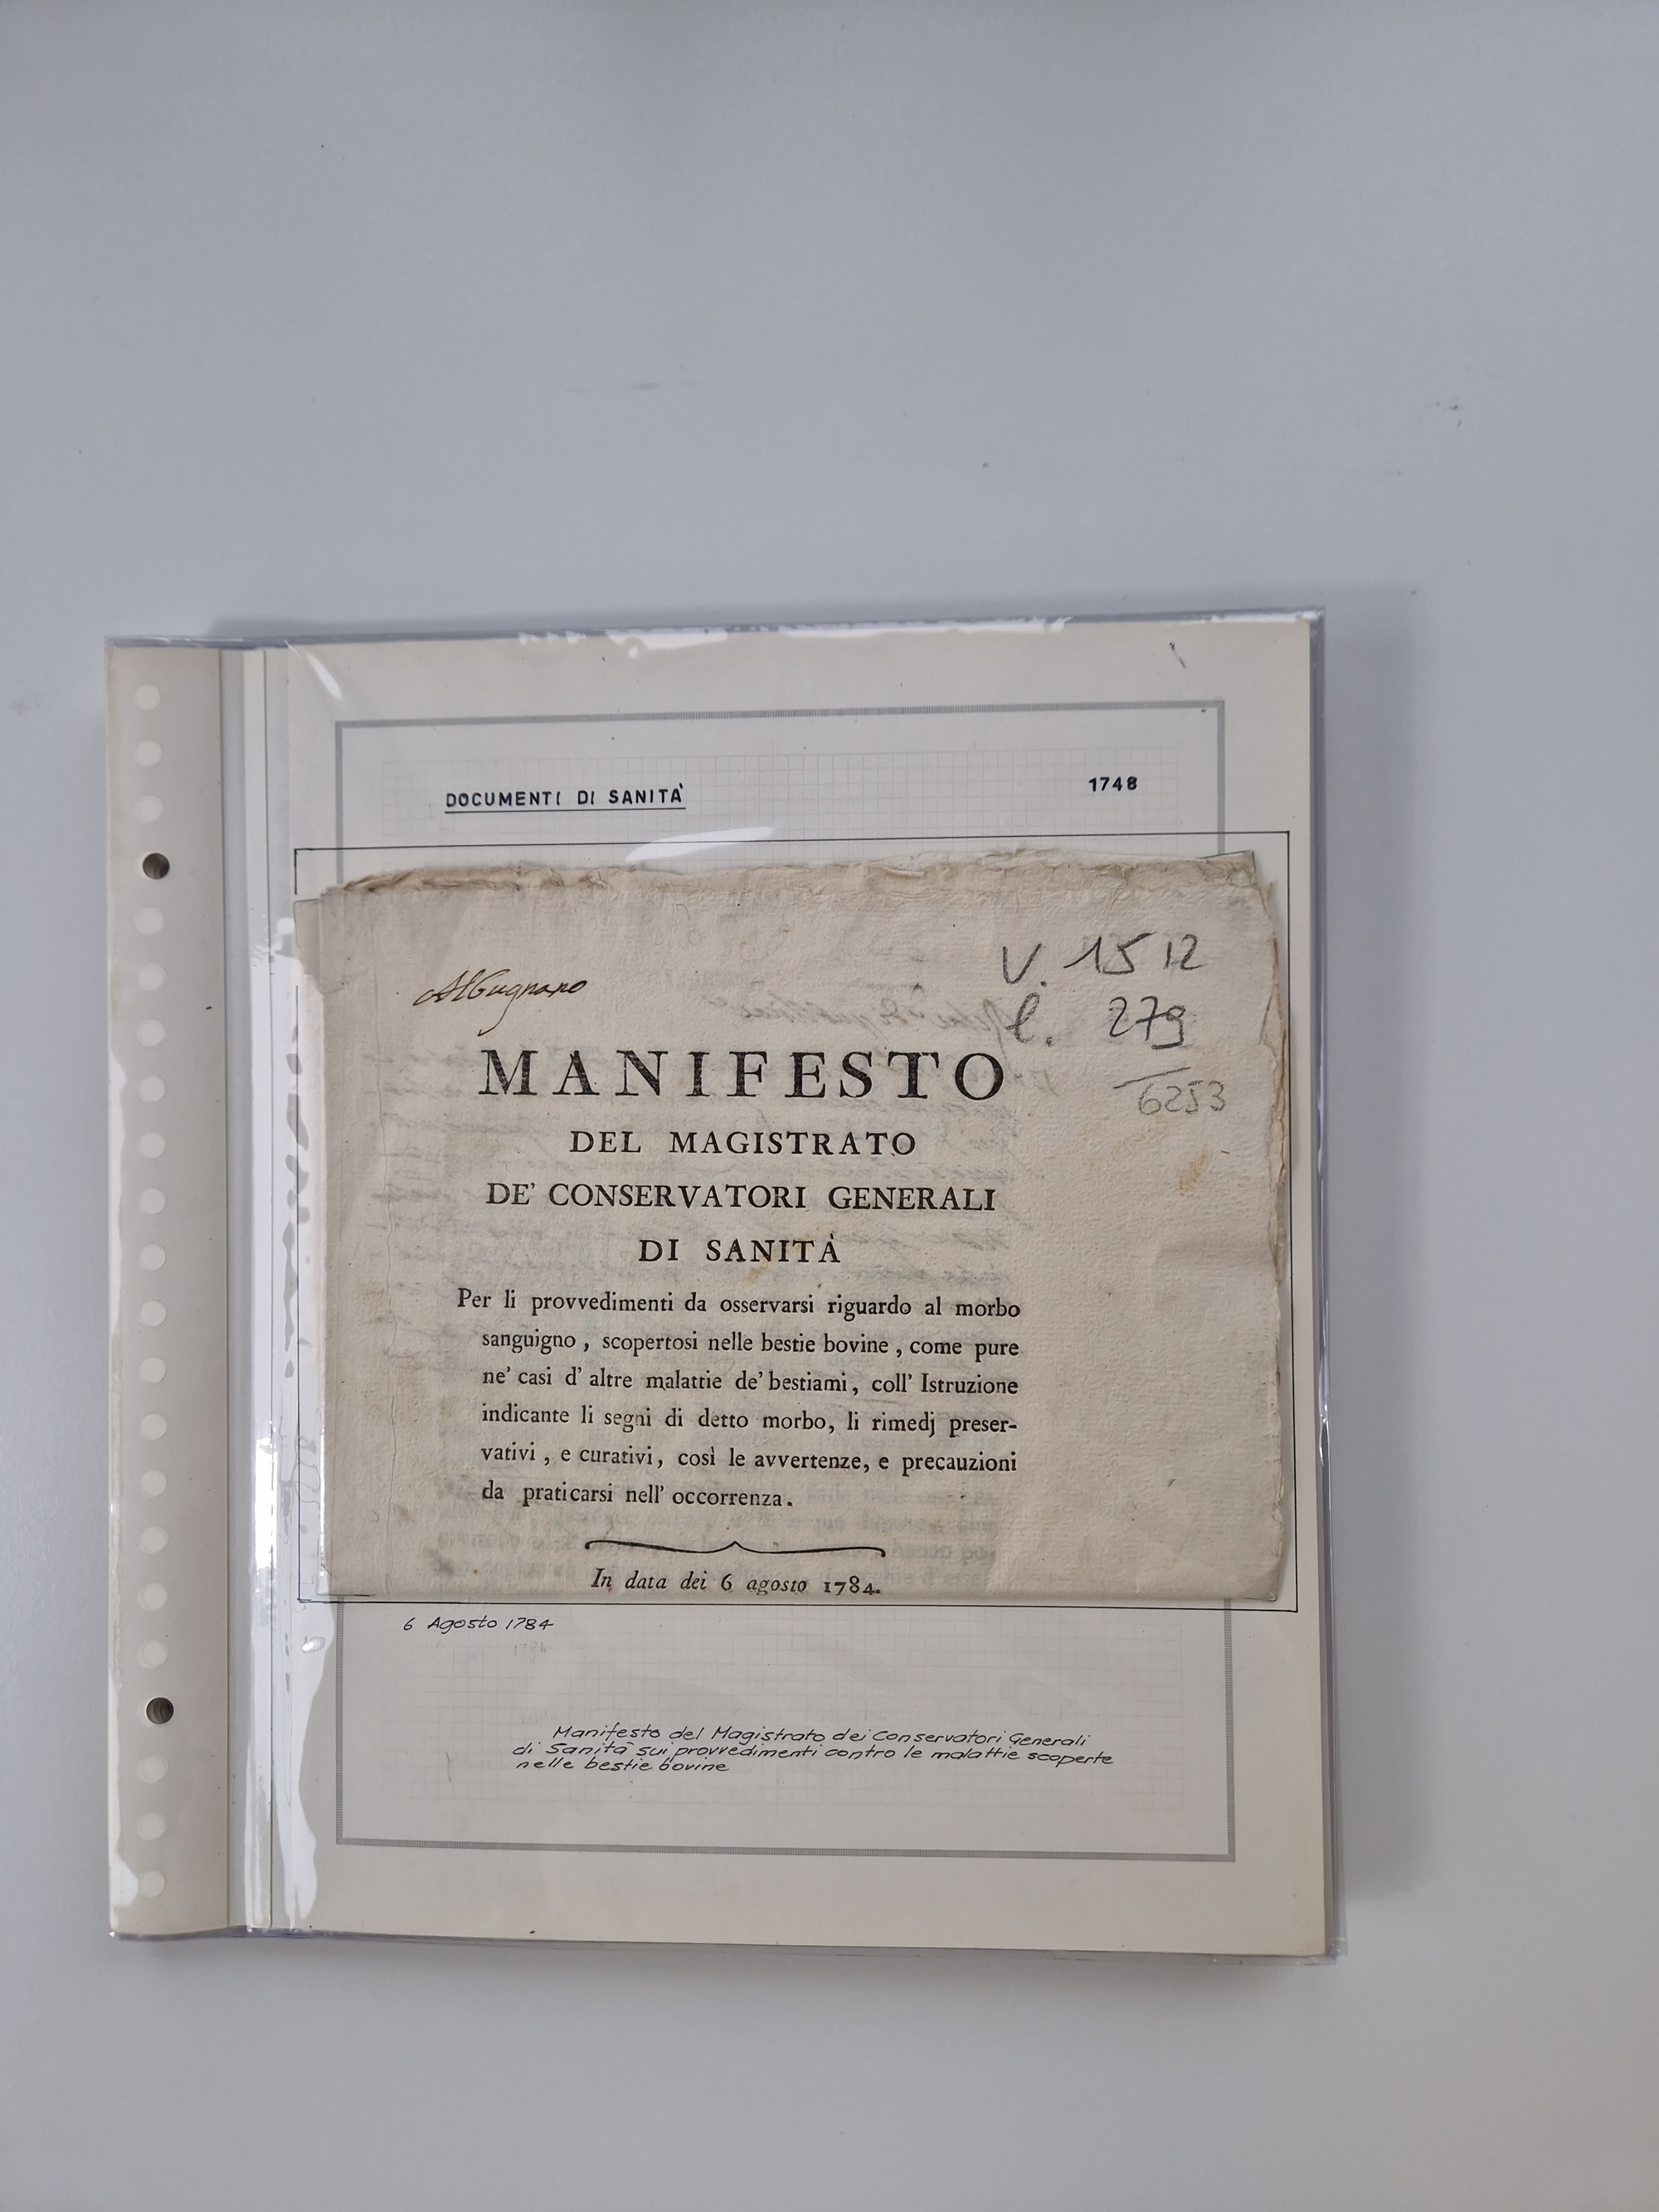 DOCUMENTI DI SANITÀ
1748
V. 1512
Albugnano
l. 279
6253
MANIFESTO
DEL MAGISTRATO
DE' CONSERVATORI GENERALI
DI SANITÀ
Per li provvedimenti da osservarsi riguardo al morbo
sanguigno , scopertosi nelle bestie bovine , come pure
ne' casi d' altre malattie de' bestiami , coll' Istruzione
indicante li segni di detto morbo, li rimedj preser-
vativi , e curativi, così le avvertenze, e precauzioni
da praticarsi nell' occorrenza.
In data dei 6 agosto 1784.
6 Agosto 1784
Manifesto del Magistrato dei Conservatori Generali
di Sanità sui provvedimenti contro le malattie scoperte
nelle bestie bovine